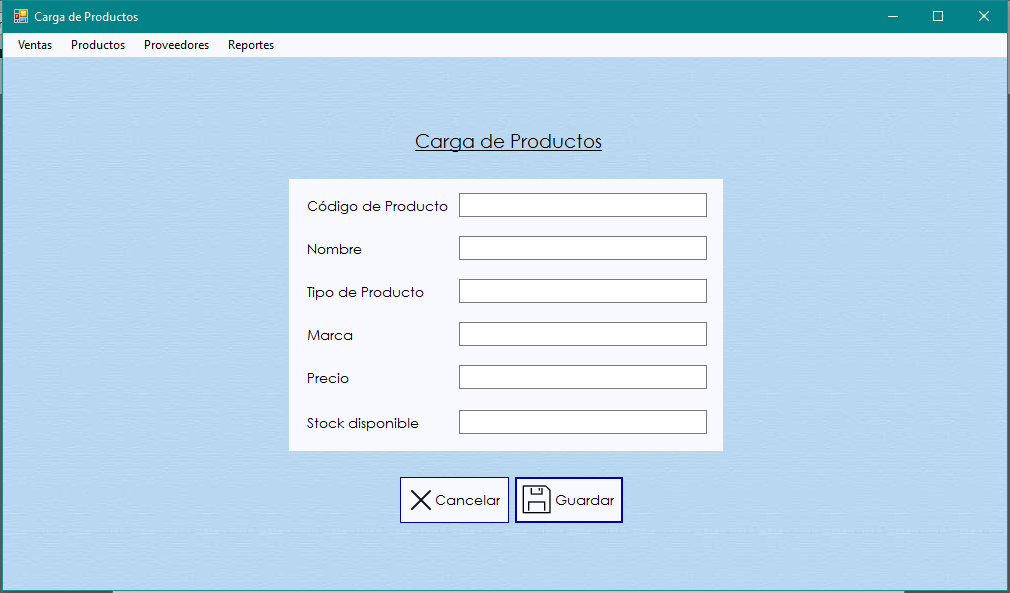 Carga de Productos
Ventas Productos Proveedores Reportes
Carga de Productos
Código de Producto
Nombre
Tipo de Producto
Marca
Precio
Stock disponible
Cancelar Guardar